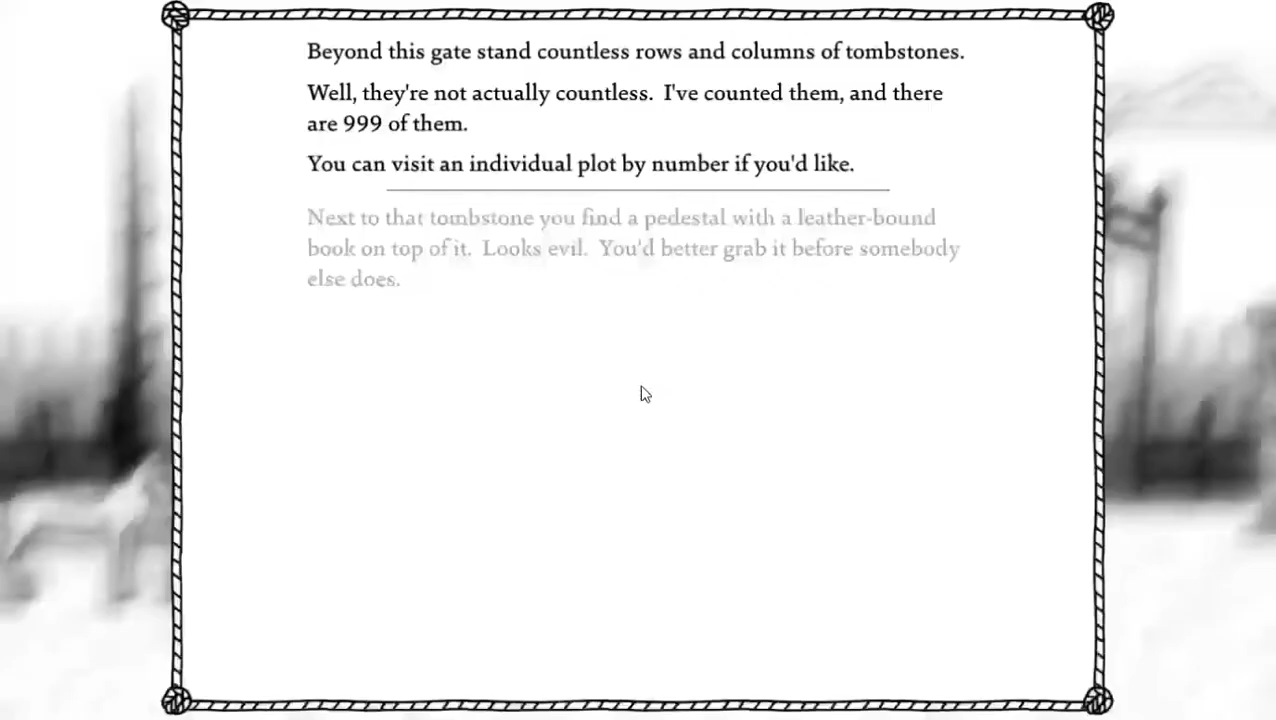 Beyond this gate stand countless rows and columns of tombstones.
Well, they're not actually countless. I've counted them, and there
are 999 of them.
You can visit an individual plot by number if you'd like.
Next to that tombstone you find a pedestal with a leather-bound
book on top of it. Looks evil. You'd better grab it before somebody
else does.